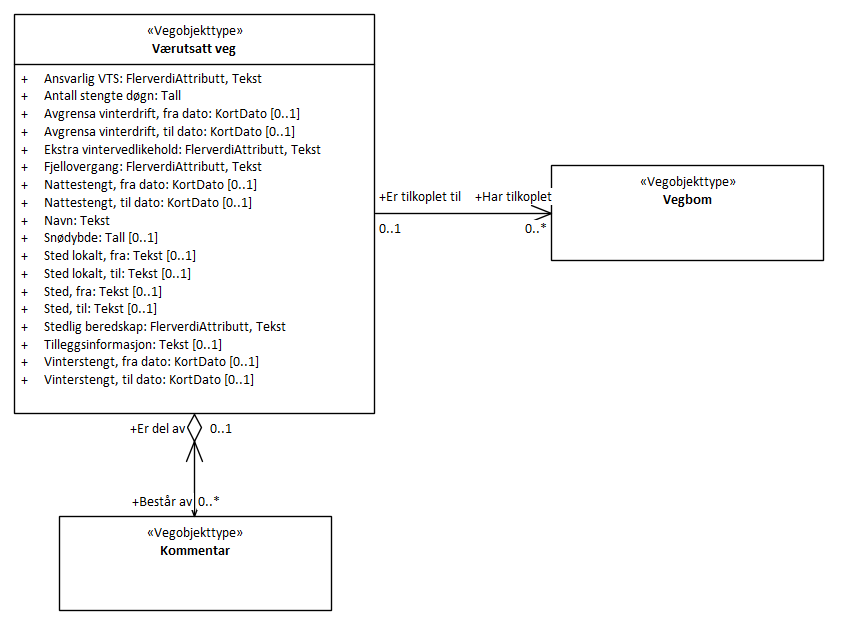 «Vegobjekttype»
Værutsatt veg
+ Ansvarlig VTS: FlerverdiAttributt, Tekst
+ Antall stengte døgn: Tall
+ Avgrensa vinterdrift, fra dato: KortDato [0..1]
+ Avgrensa vinterdrift, til dato: KortDato [0..1]
+ Ekstra vintervedlikehold: FlerverdiAttributt, Tekst
+ Fjellovergang: FlerverdiAttributt, Tekst
+ Nattestengt, fra dato: KortDato [0..1]
+ Nattestengt, til dato: KortDato [0..1]
+ Navn: Tekst
+ Snødybde: Tall [0..1]
+ Sted lokalt, fra: Tekst [0..1]
+ Sted lokalt, til: Tekst [0..1]
+ Sted, fra: Tekst [0..1]
+ Sted, til: Tekst [0..1]
+ Stedlig beredskap: FlerverdiAttributt, Tekst
+ Tilleggsinformasjon: Tekst [0..1]
+ Vinterstengt, fra dato: KortDato [0..1]
+ Vinterstengt, til dato: KortDato [0..1]
+Er tilkoplet til +Har tilkoplet
0..1 0..*
«Vegobjekttype»
Vegbom
+Er del av 0..1
+Består av 0..*
«Vegobjekttype»
Kommentar